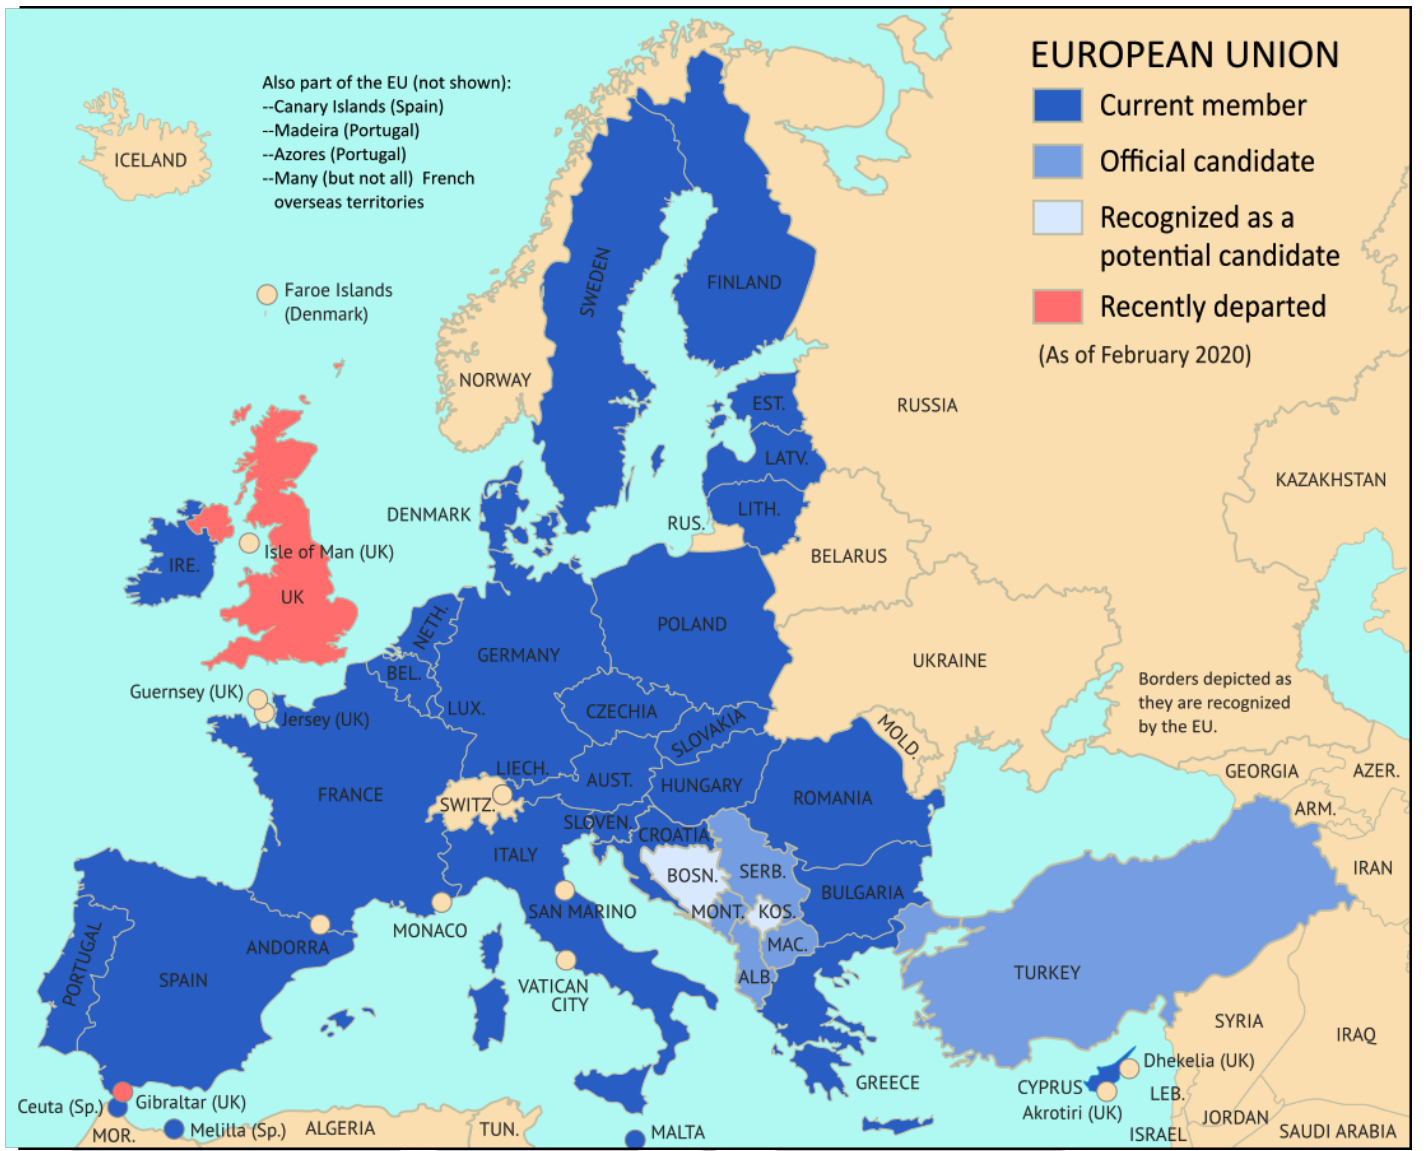 EUROPEAN UNION
Current member
Official candidate
Recognized as a
potential candidate
Recently departed
(As of February 2020)
Also part of the EU (not shown):
--Canary Islands (Spain)
--Madeira (Portugal)
--Azores (Portugal)
--Many (but not all) French
overseas territories
ICELAND
Faroe Islands
(Denmark)
SWEDEN
FINLAND
NORWAY
RUSSIA
EST.
LATV.
LITH.
RUS.
KAZAKHSTAN
DENMARK
BELARUS
Isle of Man (UK)
IRE.
UK
NETH.
POLAND
GERMANY
BEL.
UKRAINE
Borders depicted as
they are recognized
by the EU.
Guernsey (UK)
Jersey (UK)
LUX.
CZECHIA
SLOVAKIA
MOLD.
LIECH.
AUST.
HUNGARY
GEORGIA
AZER.
FRANCE
SWITZ.
ROMANIA
ARM.
SLOVEN.
CROATIA
ITALY
BOSN.
SERB.
IRAN
BULGARIA
SAN MARINO
MONT.
KOS.
MONACO
ANDORRA
MAC.
PORTUGAL
SPAIN
VATICAN
CITY
ALB.
TURKEY
SYRIA
IRAQ
GREECE
CYPRUS
Dhekelia (UK)
Akrotiri (UK)
LEB.
Ceuta (Sp.)
Gibraltar (UK)
MOR.
Melilla (Sp.)
ALGERIA
TUN.
MALTA
ISRAEL
JORDAN
SAUDI ARABIA